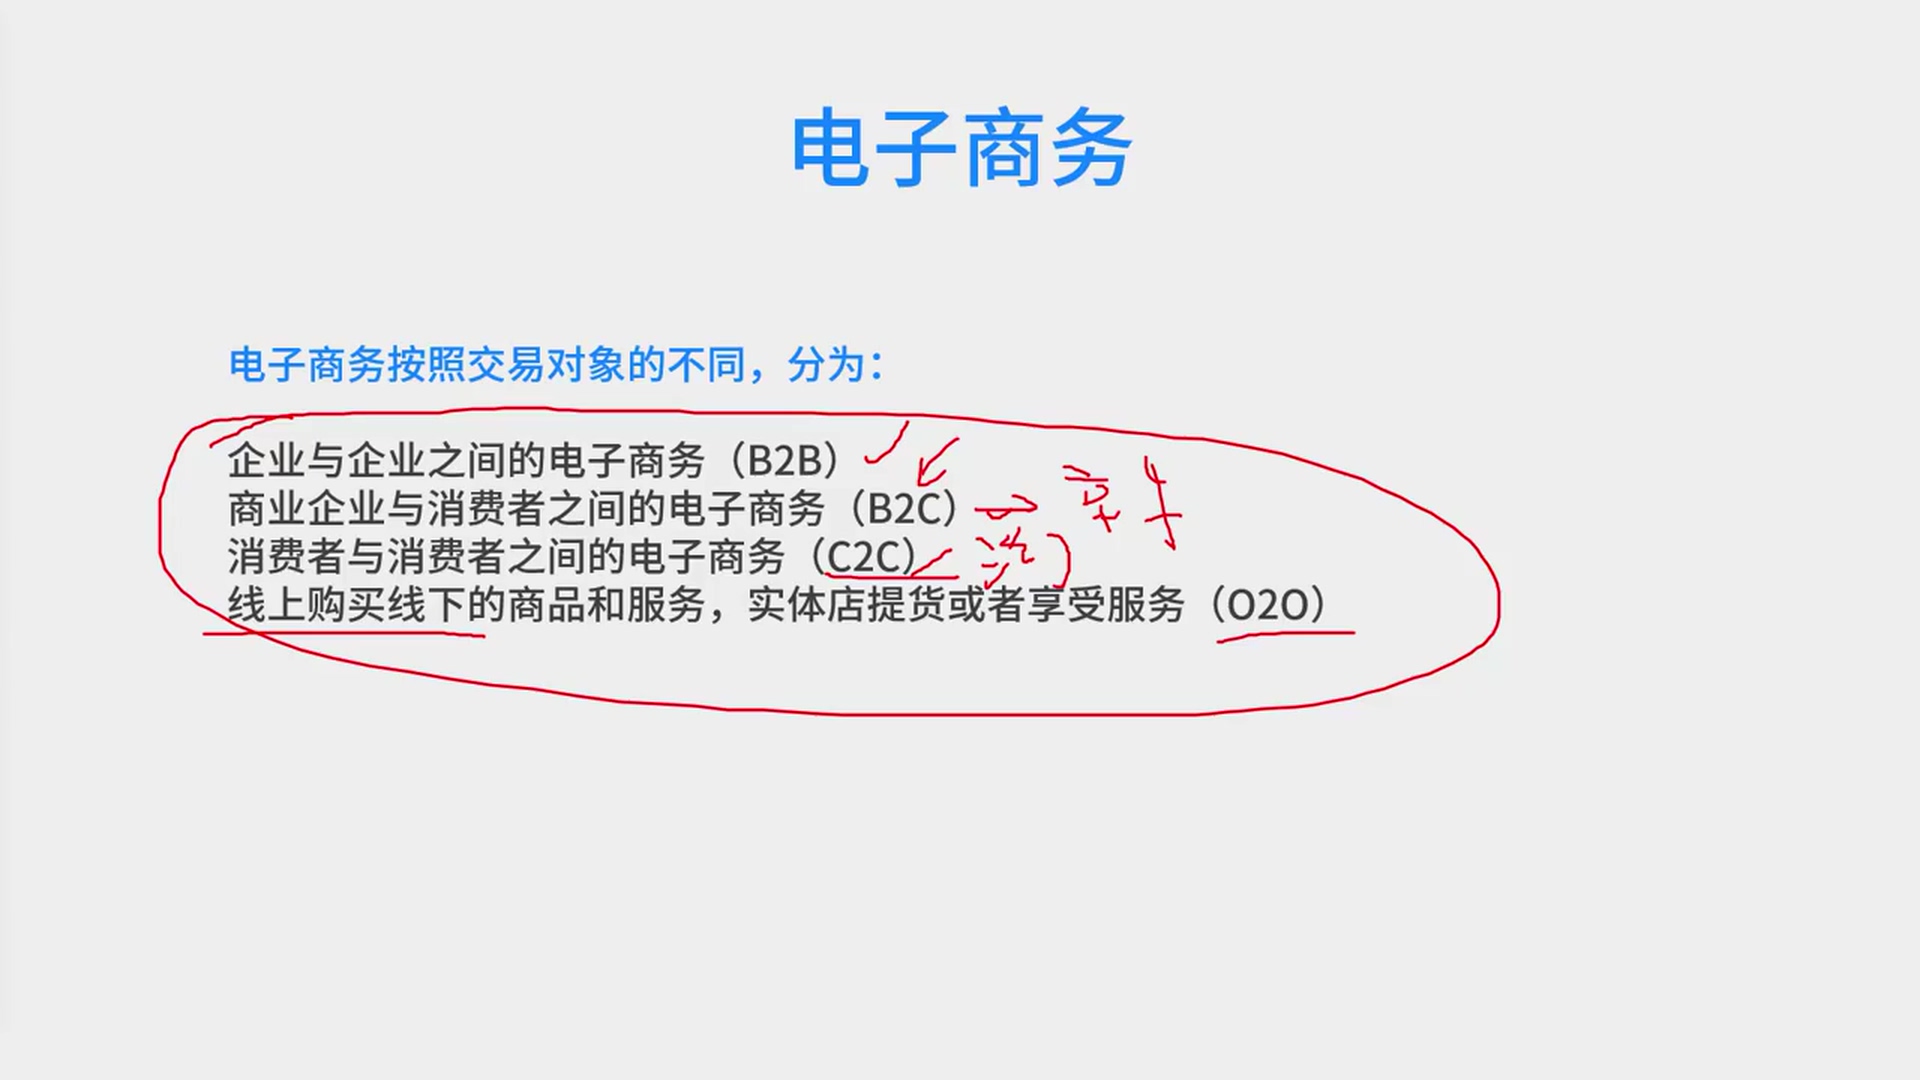 电子商务
电子商务按照交易对象的不同，分为：
企业与企业之间的电子商务（B2B）
商业企业与消费者之间的电子商务（B2C）
消费者与消费者之间的电子商务（C2C）
线上购买线下的商品和服务，实体店提货或者享受服务（O2O）